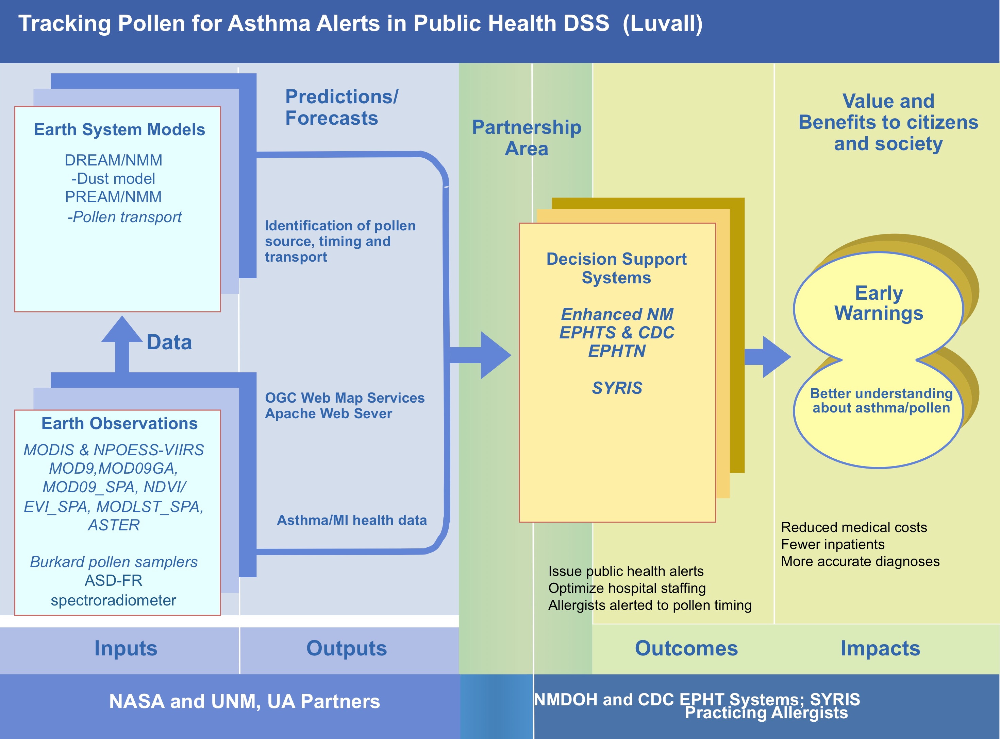 Tracking Pollen for Asthma Alerts in Public Health DSS (Luvall)
Earth System Models
DREAM/NMM
-Dust model
PREAM/NMM
-Pollen transport
Data
Earth Observations
MODIS & NPOESS-VIIRS
MOD9,MOD09GA,
MOD09_SPA, NDVI/
EVI_SPA, MODLST_SPA,
ASTER
Burkard pollen samplers
ASD-FR
spectroradiometer
Predictions/
Forecasts
Identification of pollen
source, timing and
transport
OGC Web Map Services
Apache Web Sever
Asthma/MI health data
Partnership
Area
Decision Support
Systems
Enhanced NM
EPHTS & CDC
EPHTN
SYRIS
Issue public health alerts
Optimize hospital staffing
Allergists alerted to pollen timing
Value and
Benefits to citizens
and society
Early
Warnings
Better understanding
about asthma/pollen
Reduced medical costs
Fewer inpatients
More accurate diagnoses
Inputs
Outputs
Outcomes
Impacts
NASA and UNM, UA Partners
NMDOH and CDC EPHT Systems; SYRIS
Practicing Allergists